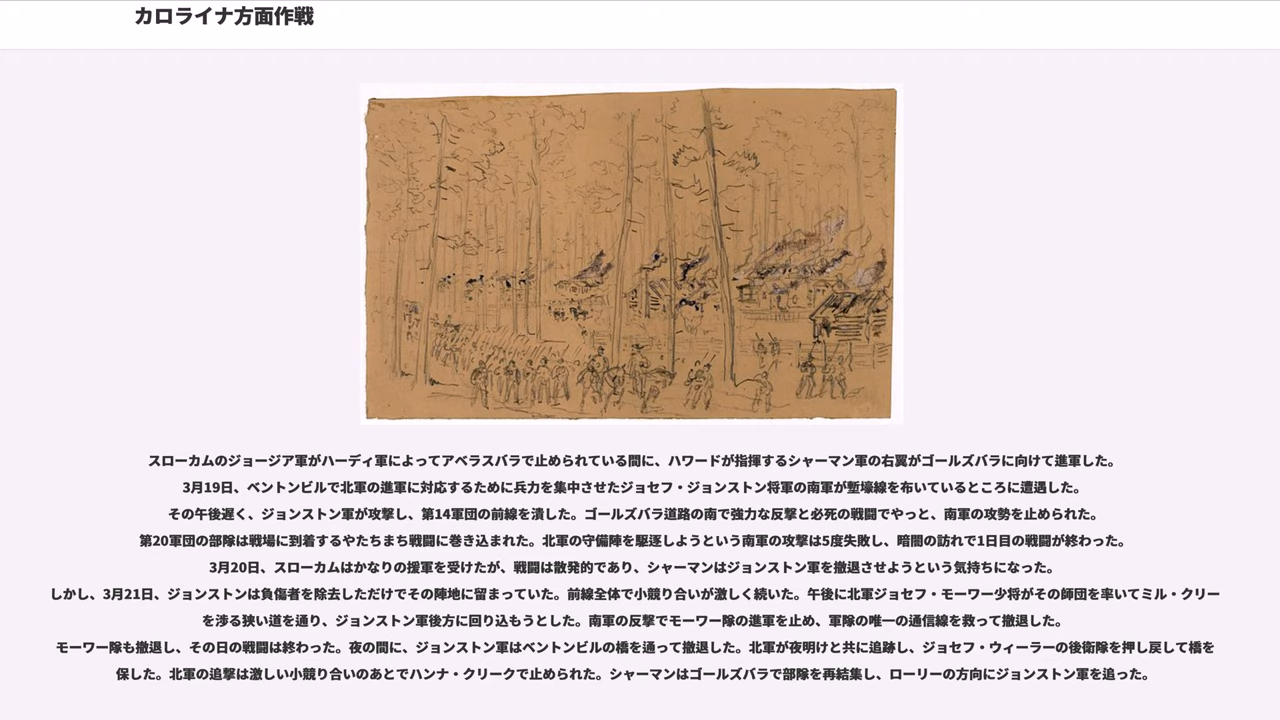 カロライナ方面作戦
スローカムのジョージア軍がハーディ軍によってアベラスバラで止められている間に、ハワードが指揮するシャーマン軍の右翼がゴールズバラに向けて進軍した。
3月19日、ベントンビルで北軍の進軍に対応するために兵力を集中させたジョセフ・ジョンストン将軍の南軍が塹壕線を布いているところに遭遇した。
その午後遅く、ジョンストン軍が攻撃し、第14軍団の前線を潰した。ゴールズバラ道路の南で強力な反撃と必死の戦闘でやっと、南軍の攻勢を止められた。
第20軍団の部隊は戦場に到着するやたちまち戦闘に巻き込まれた。北軍の守備陣を駆逐しようという南軍の攻撃は5度失敗し、暗闇の訪れで1日目の戦闘が終わった。
3月20日、スローカムはかなりの援軍を受けたが、戦闘は散発的であり、シャーマンはジョンストン軍を撤退させようという気持ちになった。
しかし、3月21日、ジョンストンは負傷者を除去しただけでその陣地に留まっていた。前線全体で小競り合いが激しく続いた。午後に北軍ジョセフ・モーワー少将がその師団を率いてミル・クリー
を渉る狭い道を通り、ジョンストン軍後方に回り込もうとした。南軍の反撃でモーワー隊の進軍を止め、軍隊の唯一の通信線を救って撤退した。
モーワー隊も撤退し、その日の戦闘は終わった。夜の間に、ジョンストン軍はベントンビルの橋を通って撤退した。北軍が夜明けと共に追跡し、ジョセフ・ウィーラーの後衛隊を押し戻して橋を
保した。北軍の追撃は激しい小競り合いのあとでハンナ・クリークで止められた。シャーマンはゴールズバラで部隊を再結集し、ローリーの方向にジョンストン軍を追った。